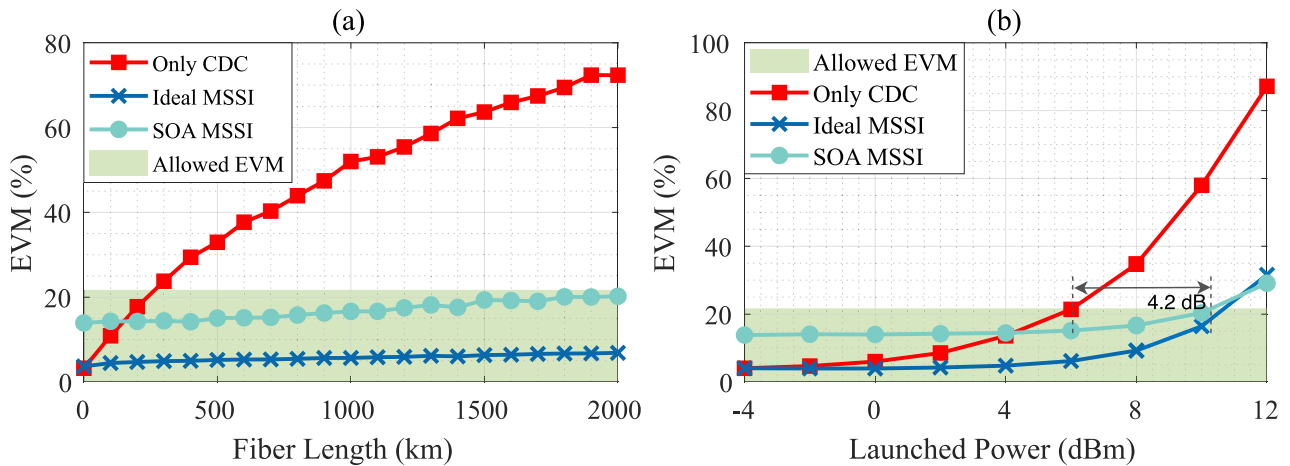 (a)
EVM (%)
80
60
40
20
0
Only CDC
Ideal MSSI
SOA MSSI
Allowed EVM
0
500
1000
1500
2000
Fiber Length (km)
(b)
EVM (%)
100
80
60
40
20
0
Allowed EVM
Only CDC
Ideal MSSI
SOA MSSI
4.2 dB
-4
0
4
8
12
Launched Power (dBm)